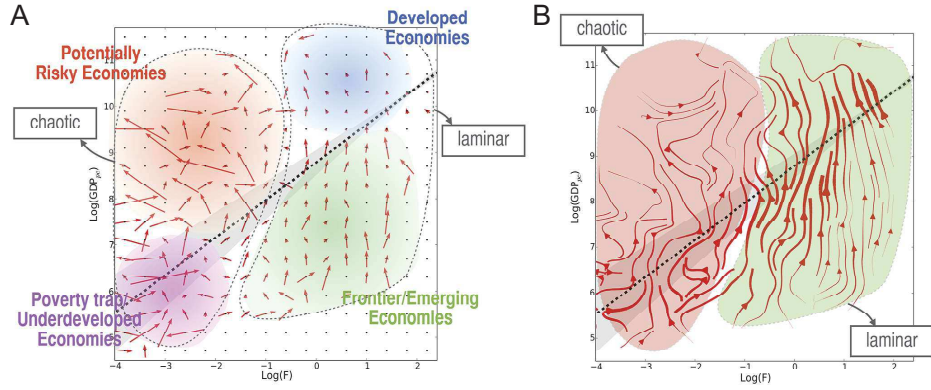 A
Developed
Economies
Potentially
Risky Economies
chaotic
laminar
Poverty trap/
Underdeveloped
Economies
Frontier/Emerging
Economies
Log(GDPpc)
11
10
9
8
7
6
5
−4 −3 −2 −1 0 1 2
Log(F)
B
chaotic
laminar
Log(GDPpc)
11
10
9
8
7
6
5
−4 −3 −2 −1 0 1 2
Log(F)